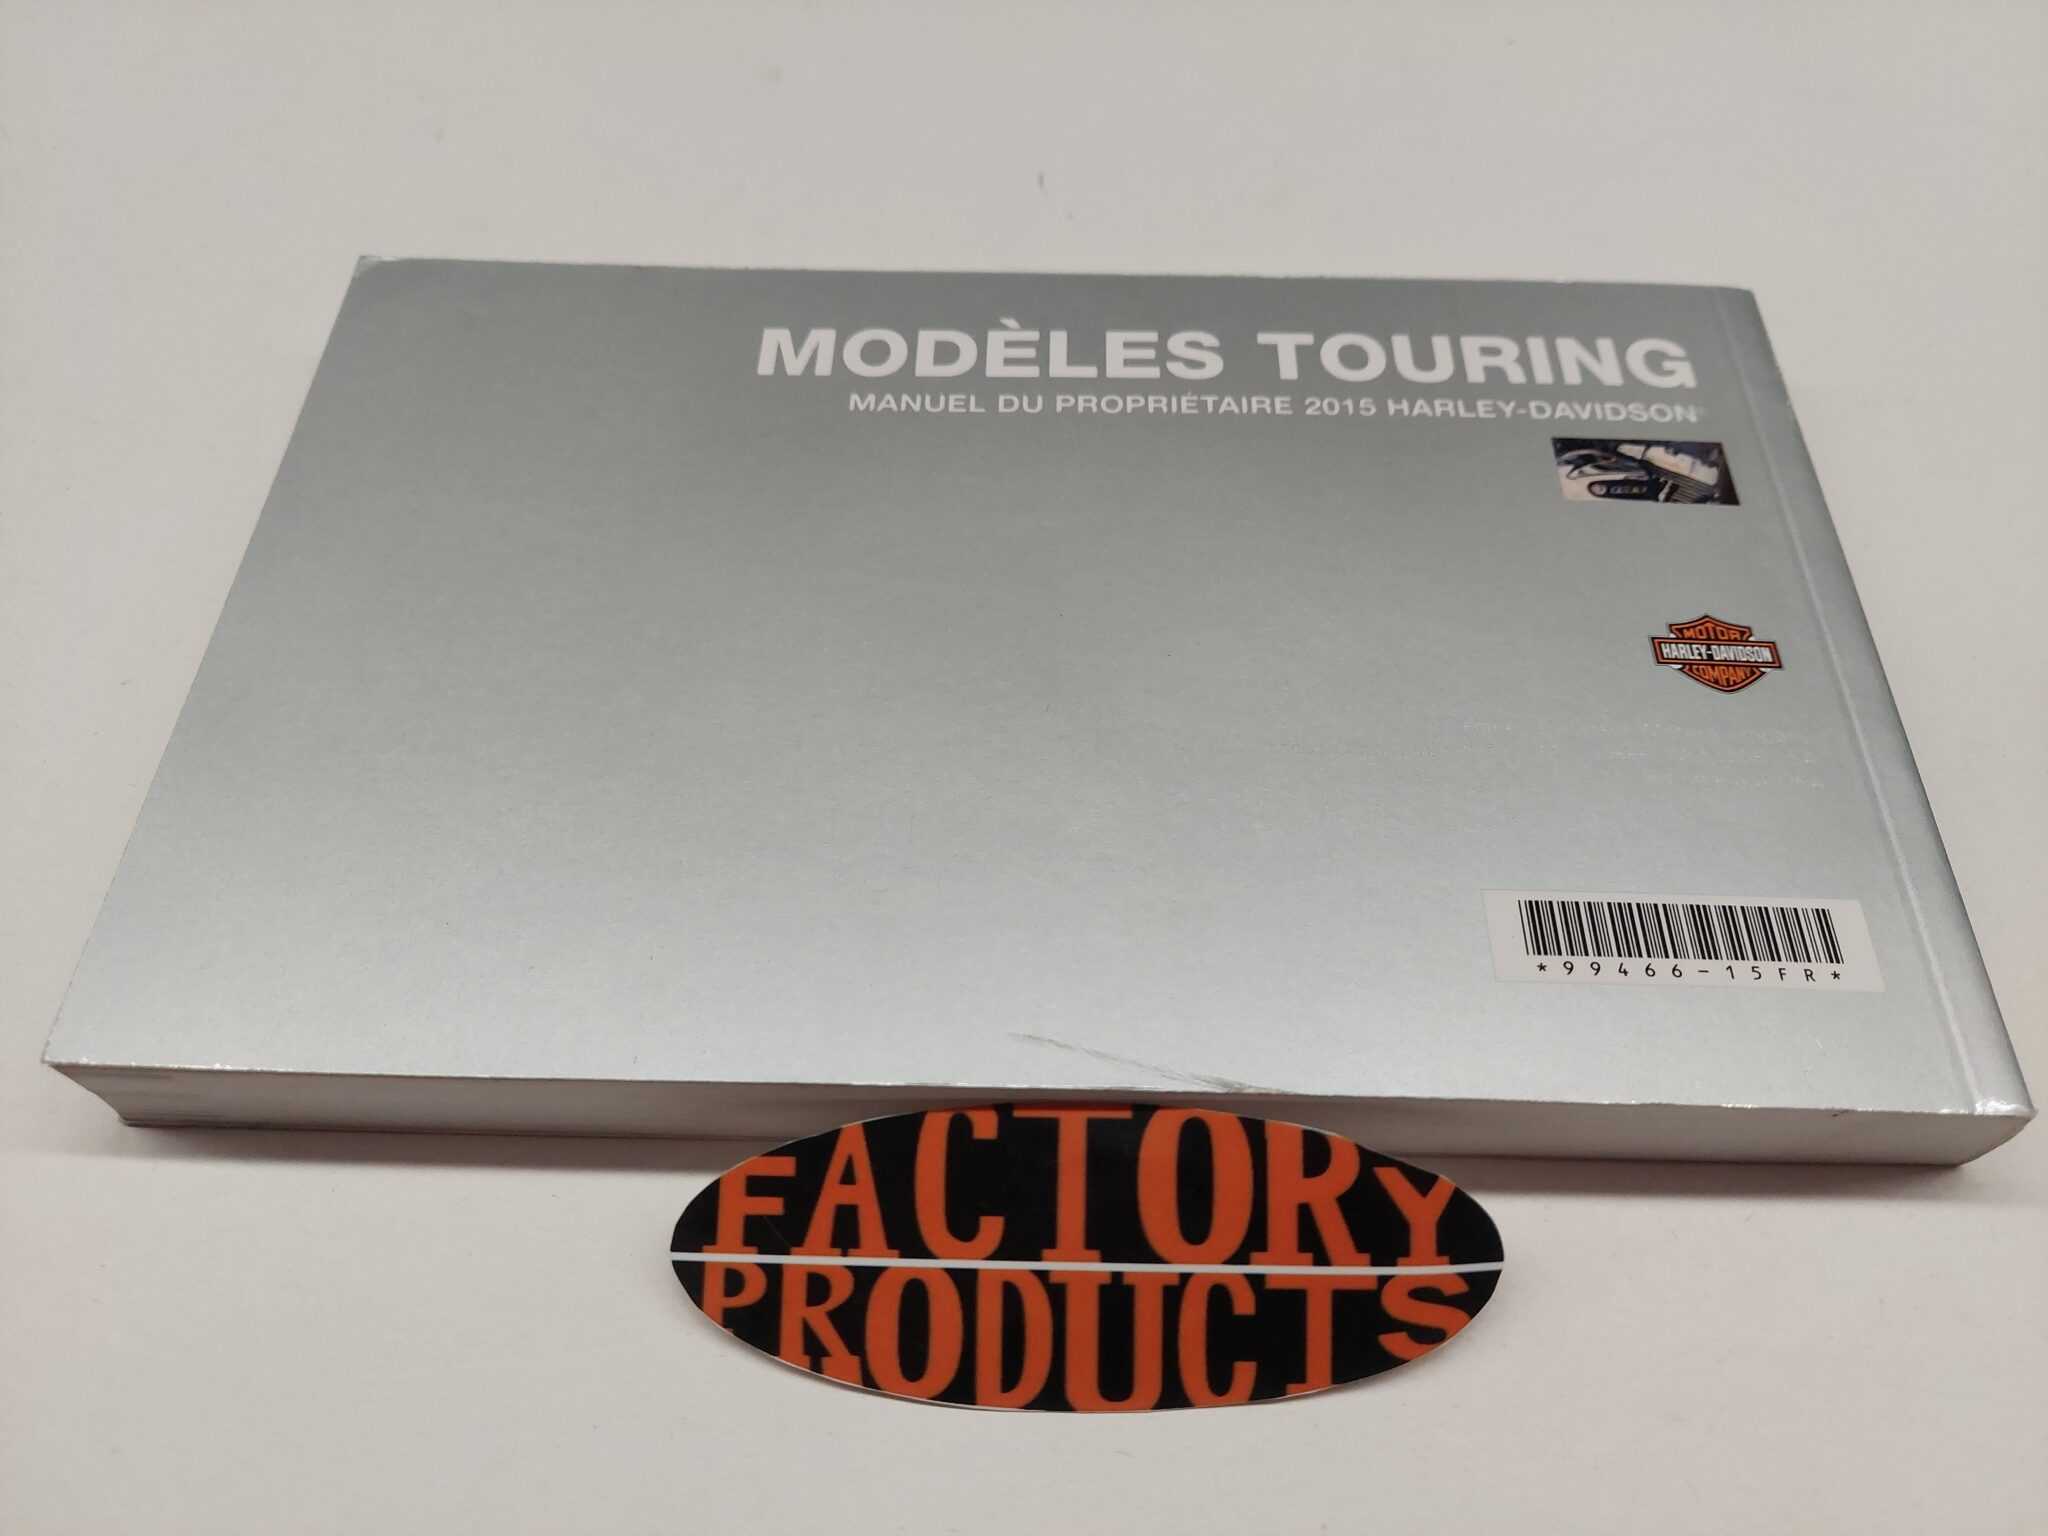 MODÈLES TOURING
MANUEL DU PROPRIÉTAIRE 2015 HARLEY-DAVIDSON®
MOTOR
HARLEY-DAVIDSON
COMPANY
*99466-15FR*
FACTORY
PRODUCTS